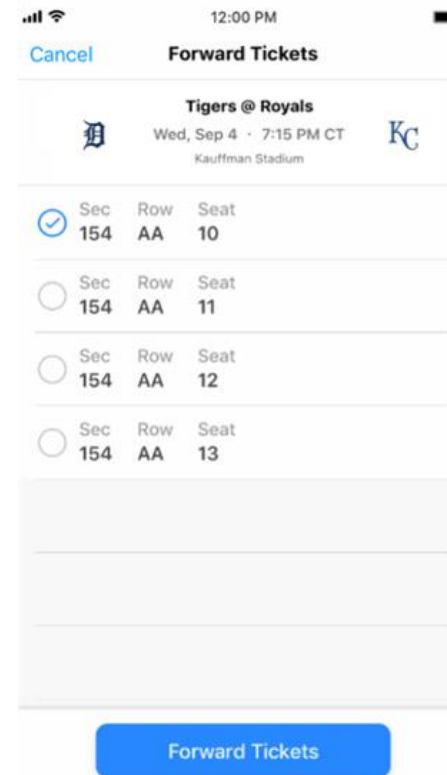 12:00 PM
Cancel Forward Tickets
Tigers @ Royals
D Wed, Sep 4 · 7:15 PM CT KC
Kauffman Stadium
Sec Row Seat
154 AA 10
Sec Row Seat
154 AA 11
Sec Row Seat
154 AA 12
Sec Row Seat
154 AA 13
Forward Tickets